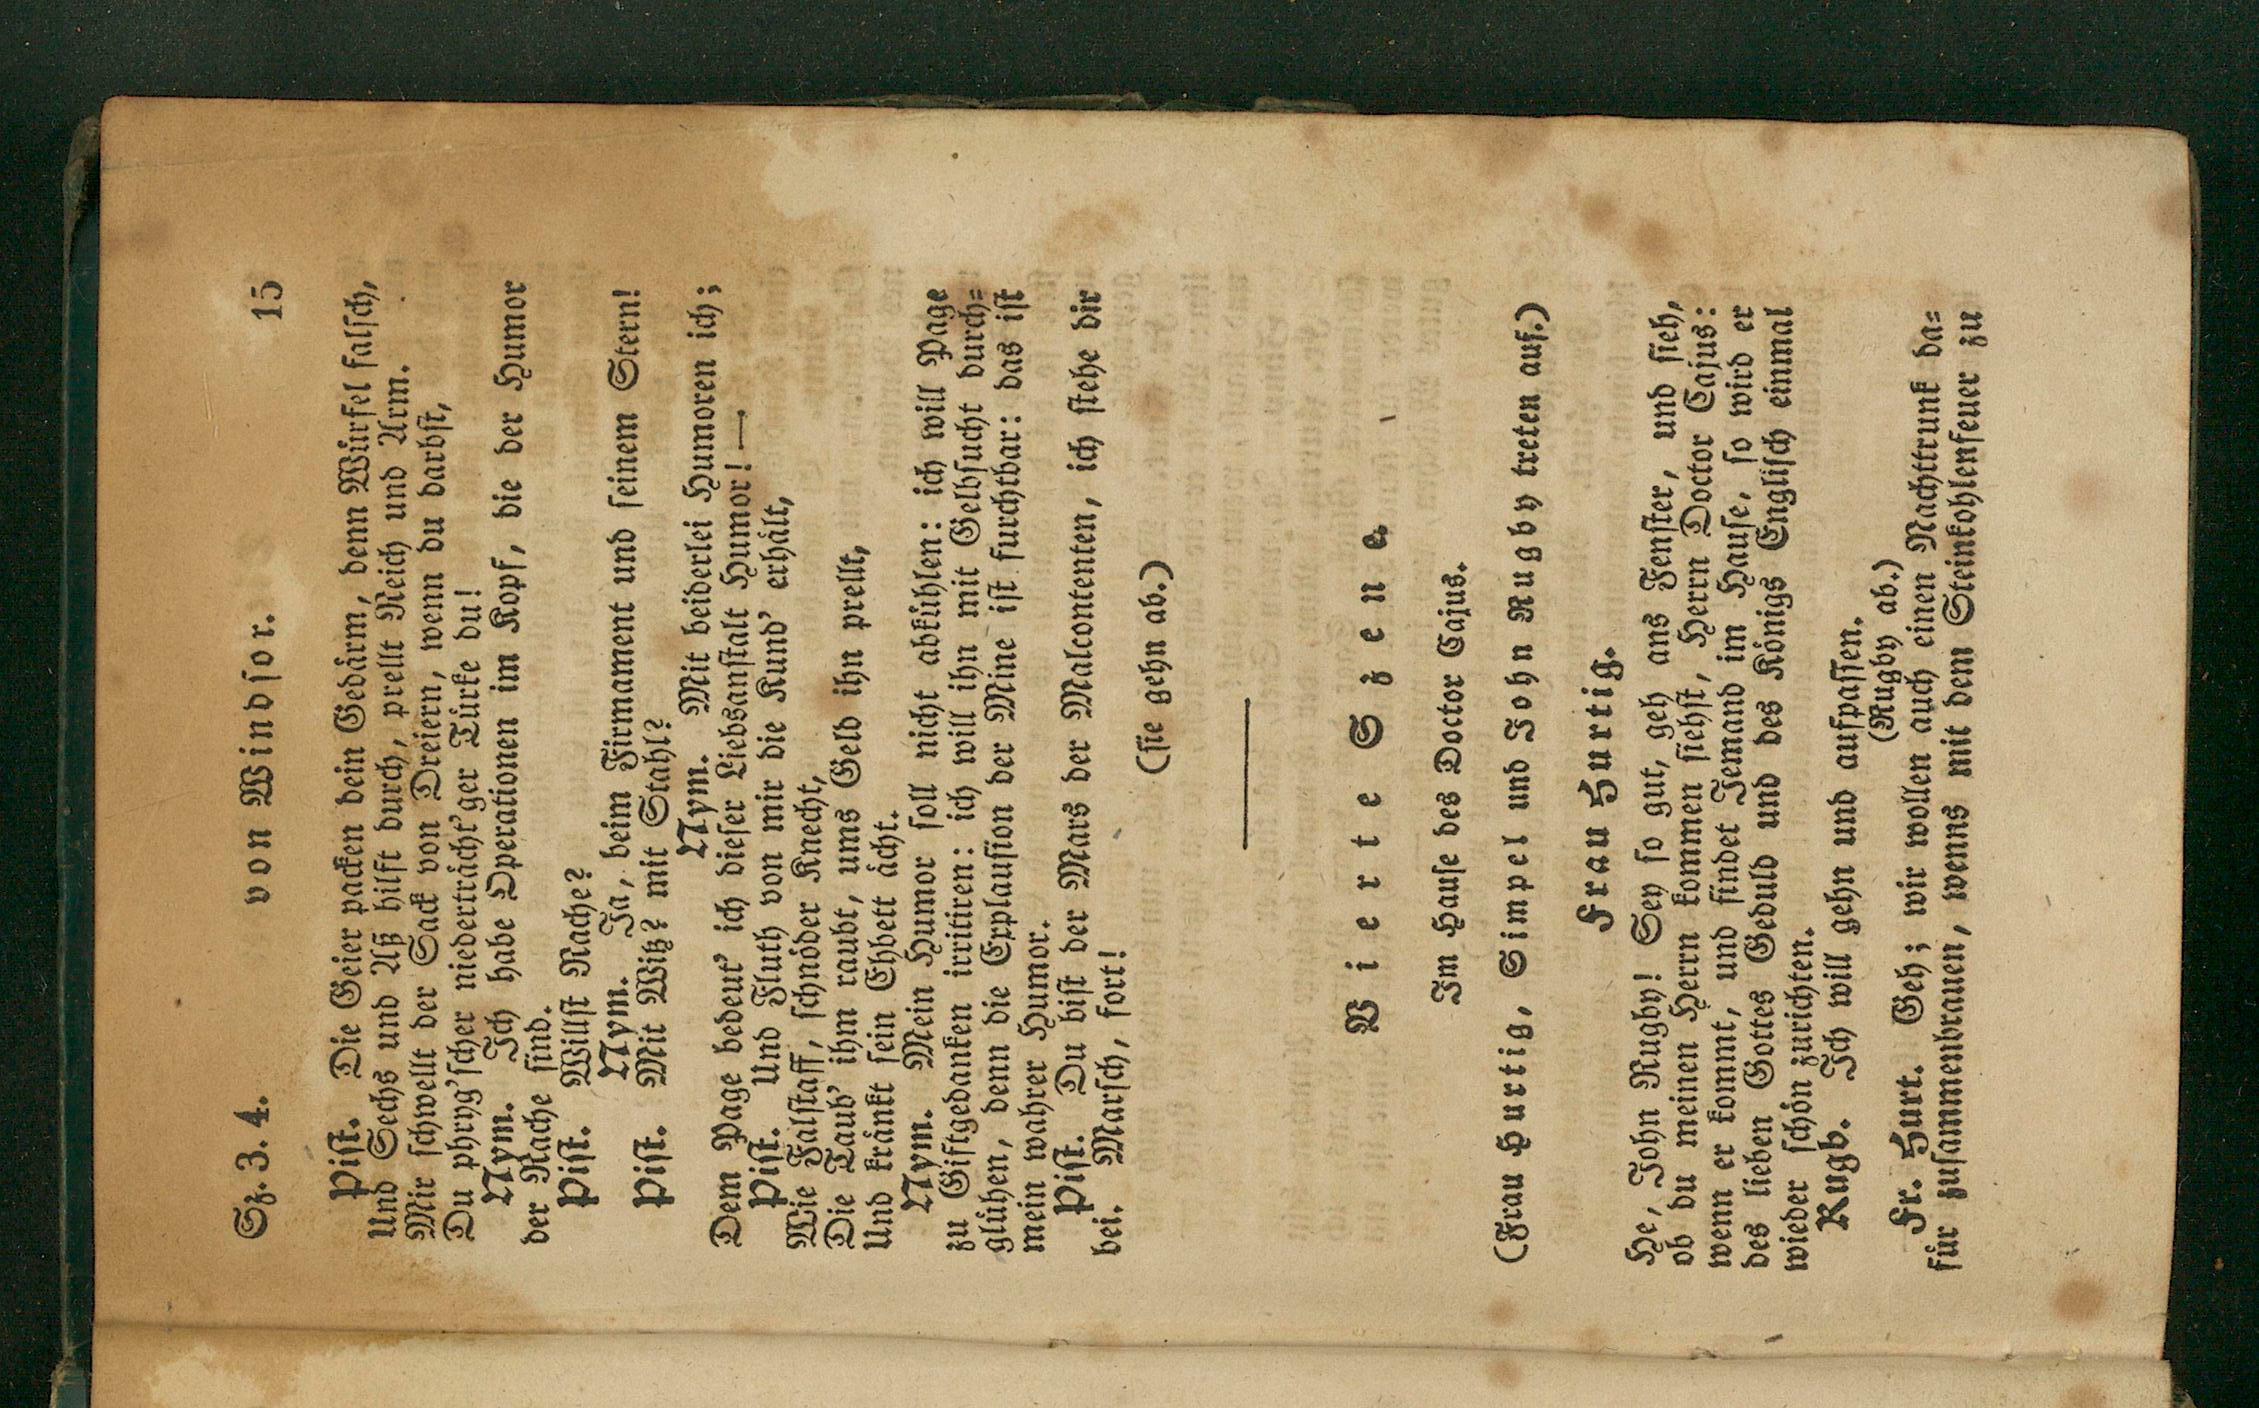 Sz. 3. 4. von Windsor. 15
Pist. Die Geier packen dein Gedärm, denn Würfel falsch,
Und Sechs und Aß hilft durch, prellt Reich und Arm.
Mir schwellt der Sack von Dreiern, wenn du darbst,
Du phryg'scher niederträcht'ger Türke du!
Nym. Ich habe Operationen im Kopf, die der Humor
der Rache sind.
Pist. Willst Rache?
Nym. Ja, beim Firmament und seinem Stern!
Pist. Mit Witz? mit Stahl?
Nym. Mit beiderlei Humoren ich;
Dem Page bedeut' ich dieser Liebsanstalt Humor! —
Pist. Und Fluth von mir die Kund' erhält,
Wie Falstaff, schnöder Knecht,
Die Taub' ihm raubt, ums Geld ihn prellt,
Und kränkt sein Ehbett ächt.
Nym. Mein Humor soll nicht abkühlen: ich will Page
zu Giftgedanken irritiren: ich will ihn mit Gelbsucht durch=
glühen, denn die Explausion der Mine ist furchtbar: das ist
mein wahrer Humor.
Pist. Du bist der Mars der Malcontenten, ich stehe dir
bei. Marsch, fort!
(sie gehn ab.)
Vierte Szene.
Im Hause des Doctor Cajus.
(Frau Hurtig, Simpel und John Rugby treten auf.)
Frau Hurtig.
He, John Rugby! Sey so gut, geh ans Fenster, und sieh,
ob du meinen Herrn kommen siehst, Herrn Doctor Cajus:
wenn er kommt, und findet Jemand im Hause, so wird er
des lieben Gottes Geduld und des Königs Englisch einmal
wieder schön zurichten.
Rugb. Ich will gehn und aufpassen.
(Rugby ab.)
Fr. Hurt. Geh; wir wollen auch einen Nachttrunk da=
für zusammenbrauen, wenns mit dem Steinkohlenfeuer zu